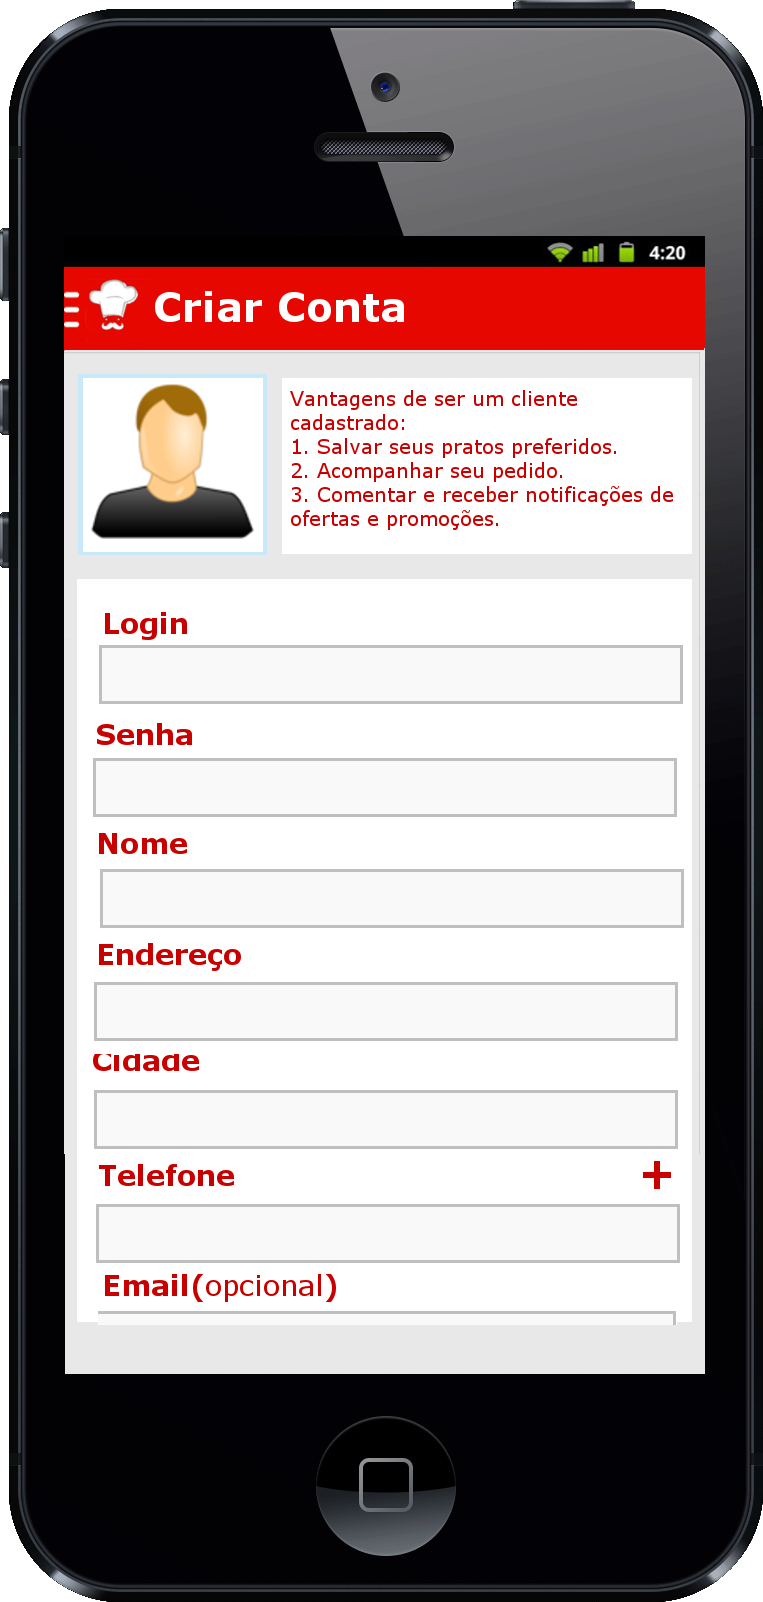 4:20
Criar Conta
Vantagens de ser um cliente
cadastrado:
1. Salvar seus pratos preferidos.
2. Acompanhar seu pedido.
3. Comentar e receber notificações de
ofertas e promoções.
Login
Senha
Nome
Endereço
Cidade
Telefone +
Email(opcional)